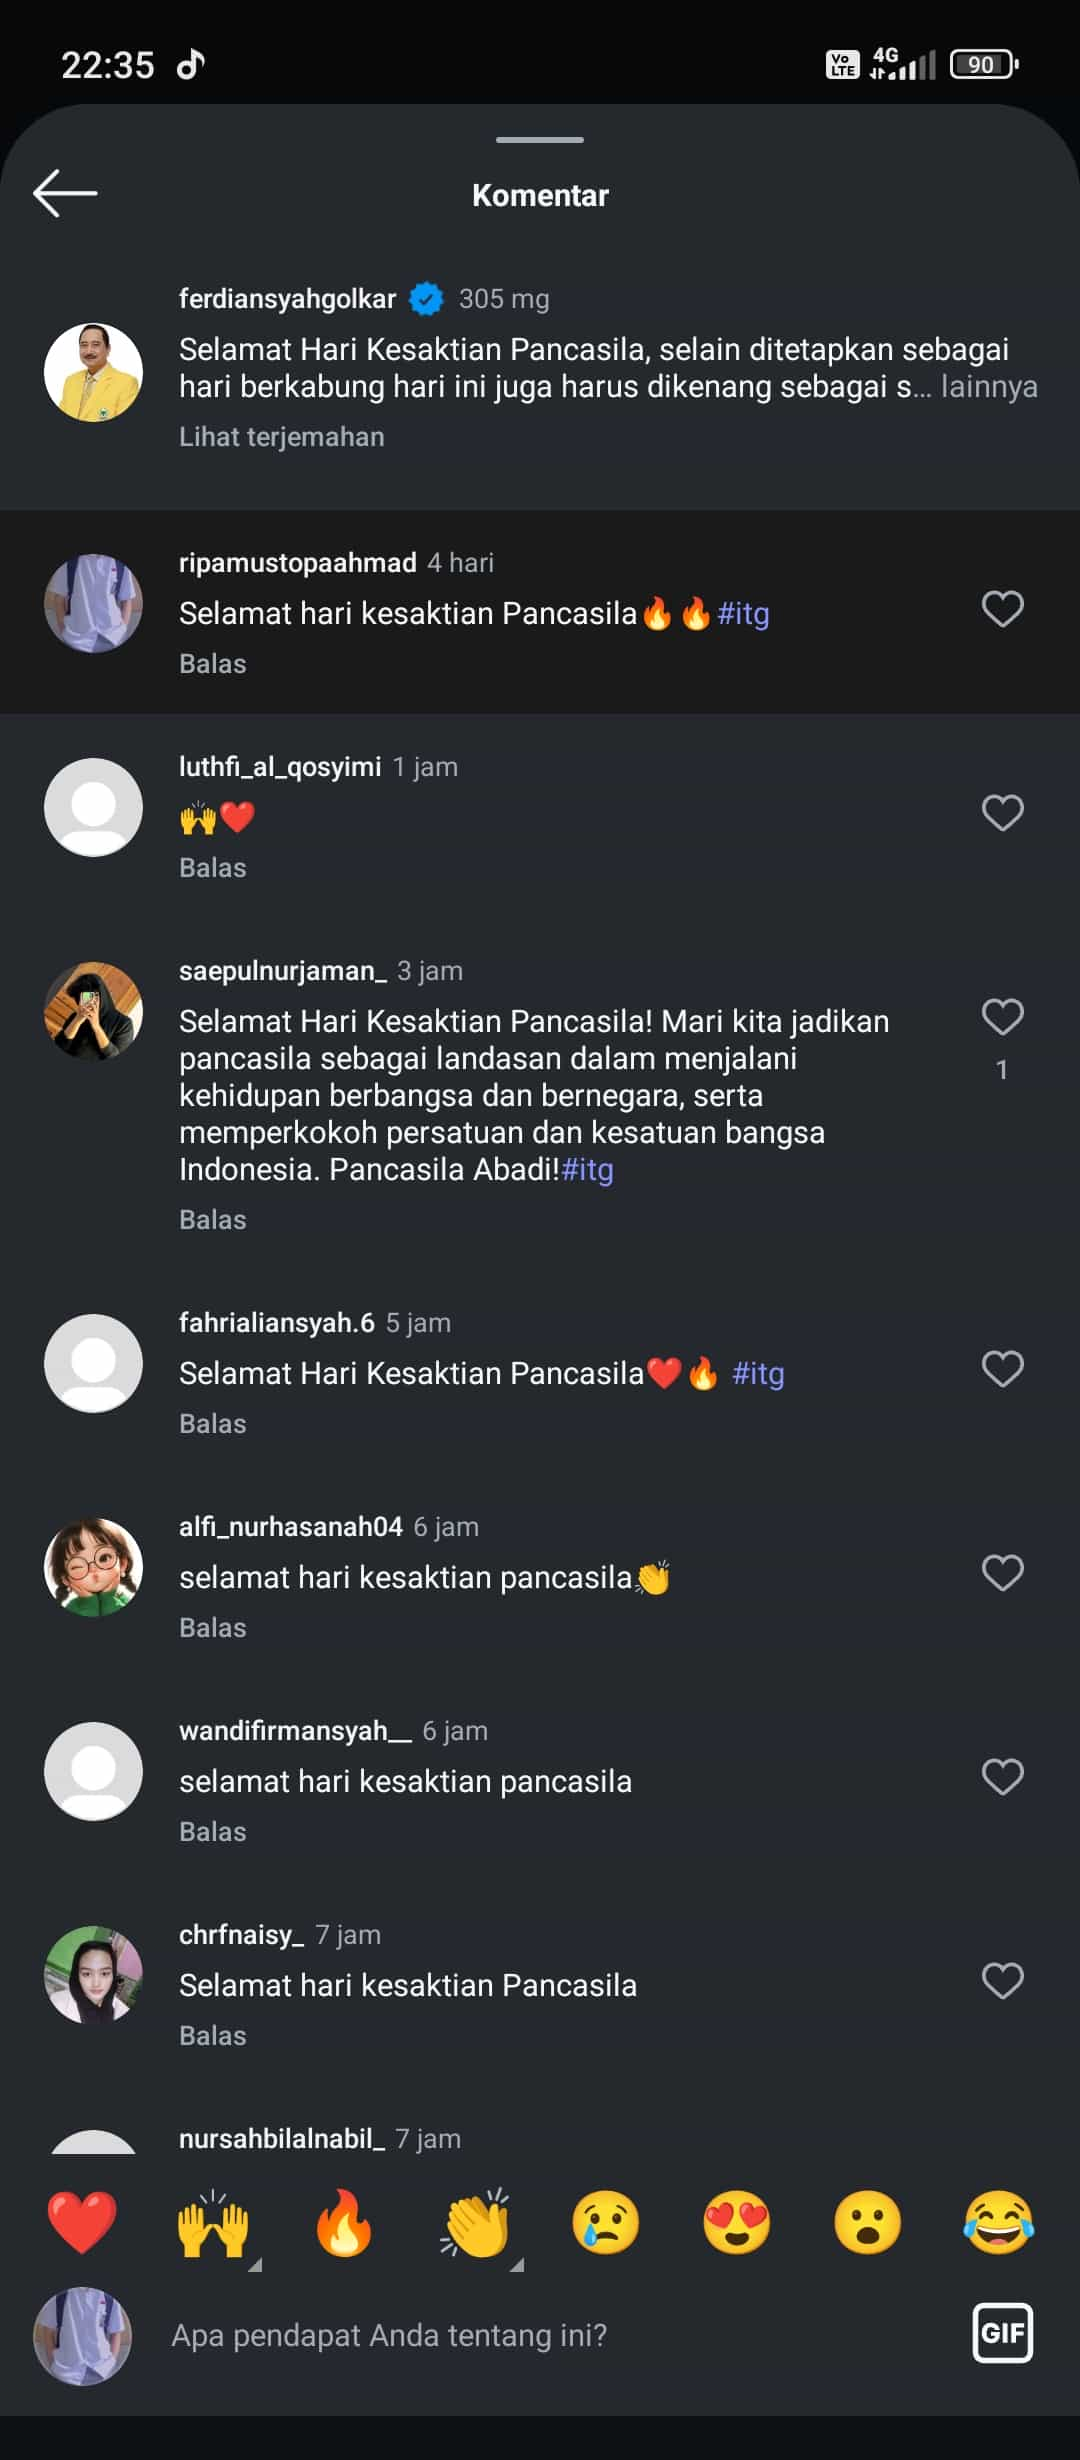 22:35
Vo LTE 4G 90
Komentar
ferdiansyahgolkar 305 mg
Selamat Hari Kesaktian Pancasila, selain ditetapkan sebagai
hari berkabung hari ini juga harus dikenang sebagai s... lainnya
Lihat terjemahan
ripamustopaahmad 4 hari
Selamat hari kesaktian Pancasila🔥🔥#itg
Balas
luthfi_al_qosyimi 1 jam
🙌❤️
Balas
saepulnurjaman_ 3 jam
Selamat Hari Kesaktian Pancasila! Mari kita jadikan
pancasila sebagai landasan dalam menjalani
kehidupan berbangsa dan bernegara, serta
memperkokoh persatuan dan kesatuan bangsa
Indonesia. Pancasila Abadi!#itg
1
Balas
fahrialiansyah.6 5 jam
Selamat Hari Kesaktian Pancasila❤️🔥 #itg
Balas
alfi_nurhasanah04 6 jam
selamat hari kesaktian pancasila👏
Balas
wandifirmansyah__ 6 jam
selamat hari kesaktian pancasila
Balas
chrfnaisy_ 7 jam
Selamat hari kesaktian Pancasila
Balas
nursahbilalnabil_ 7 jam
❤️🙌🔥👏😢😍😮😂
Apa pendapat Anda tentang ini?
GIF